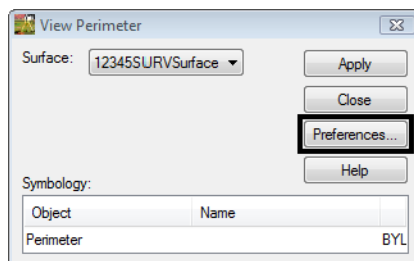 View Perimeter
Surface: 12345SURVSurface
Apply
Close
Preferences...
Help
Symbology:
Object Name
Perimeter BYL